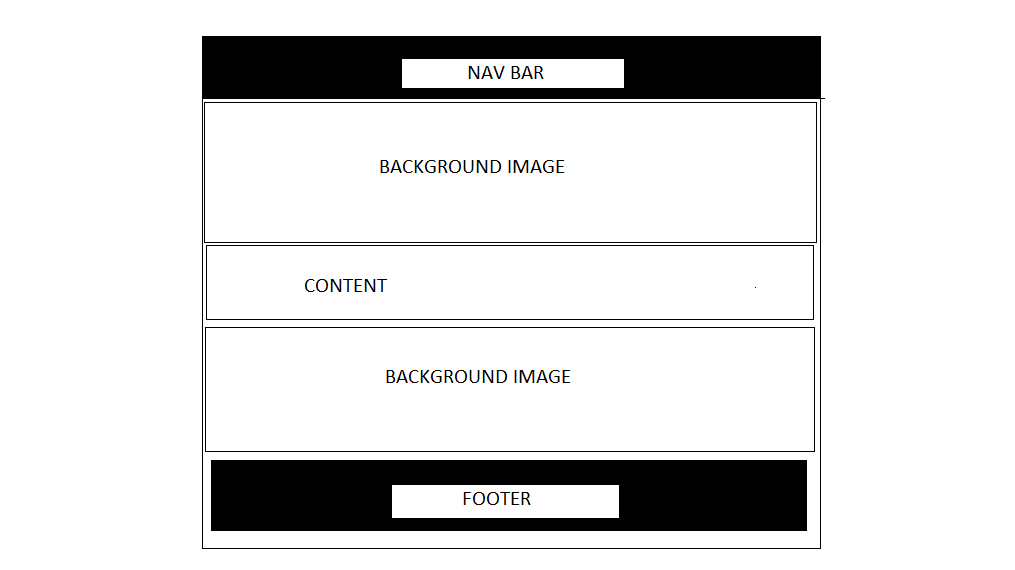 NAV BAR
BACKGROUND IMAGE
CONTENT
BACKGROUND IMAGE
FOOTER